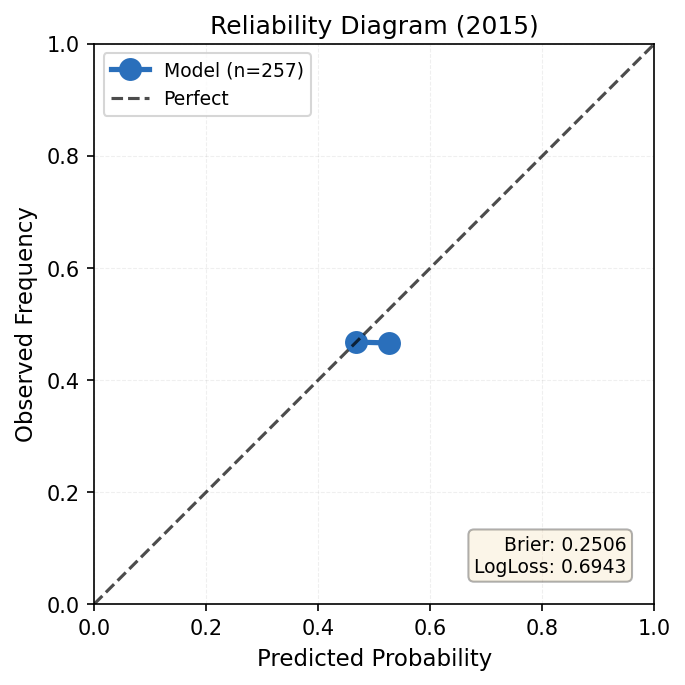 Reliability Diagram (2015)
Model (n=257)
Perfect
Observed Frequency
1.0
0.8
0.6
0.4
0.2
0.0
Brier: 0.2506
LogLoss: 0.6943
0.0 0.2 0.4 0.6 0.8 1.0
Predicted Probability